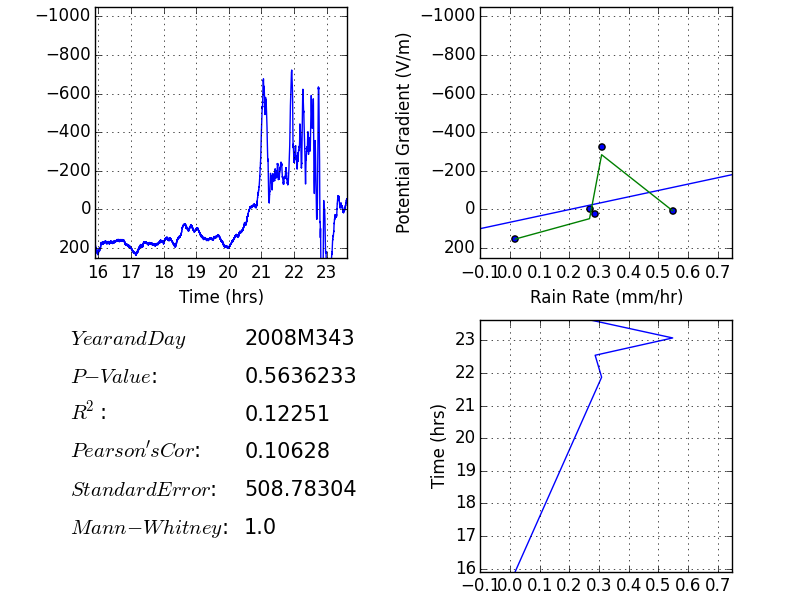 −1000
−800
−600
−400
−200
0
200
16 17 18 19 20 21 22 23
Time (hrs)
Potential Gradient (V/m)
−1000
−800
−600
−400
−200
0
200
−0.1 0.0 0.1 0.2 0.3 0.4 0.5 0.6 0.7
Rain Rate (mm/hr)
YearandDay 2008M343
P−Value: 0.5636233
R²: 0.12251
Pearson'sCor: 0.10628
StandardError: 508.78304
Mann−Whitney: 1.0
Time (hrs)
23
22
21
20
19
18
17
16
−0.1 0.0 0.1 0.2 0.3 0.4 0.5 0.6 0.7